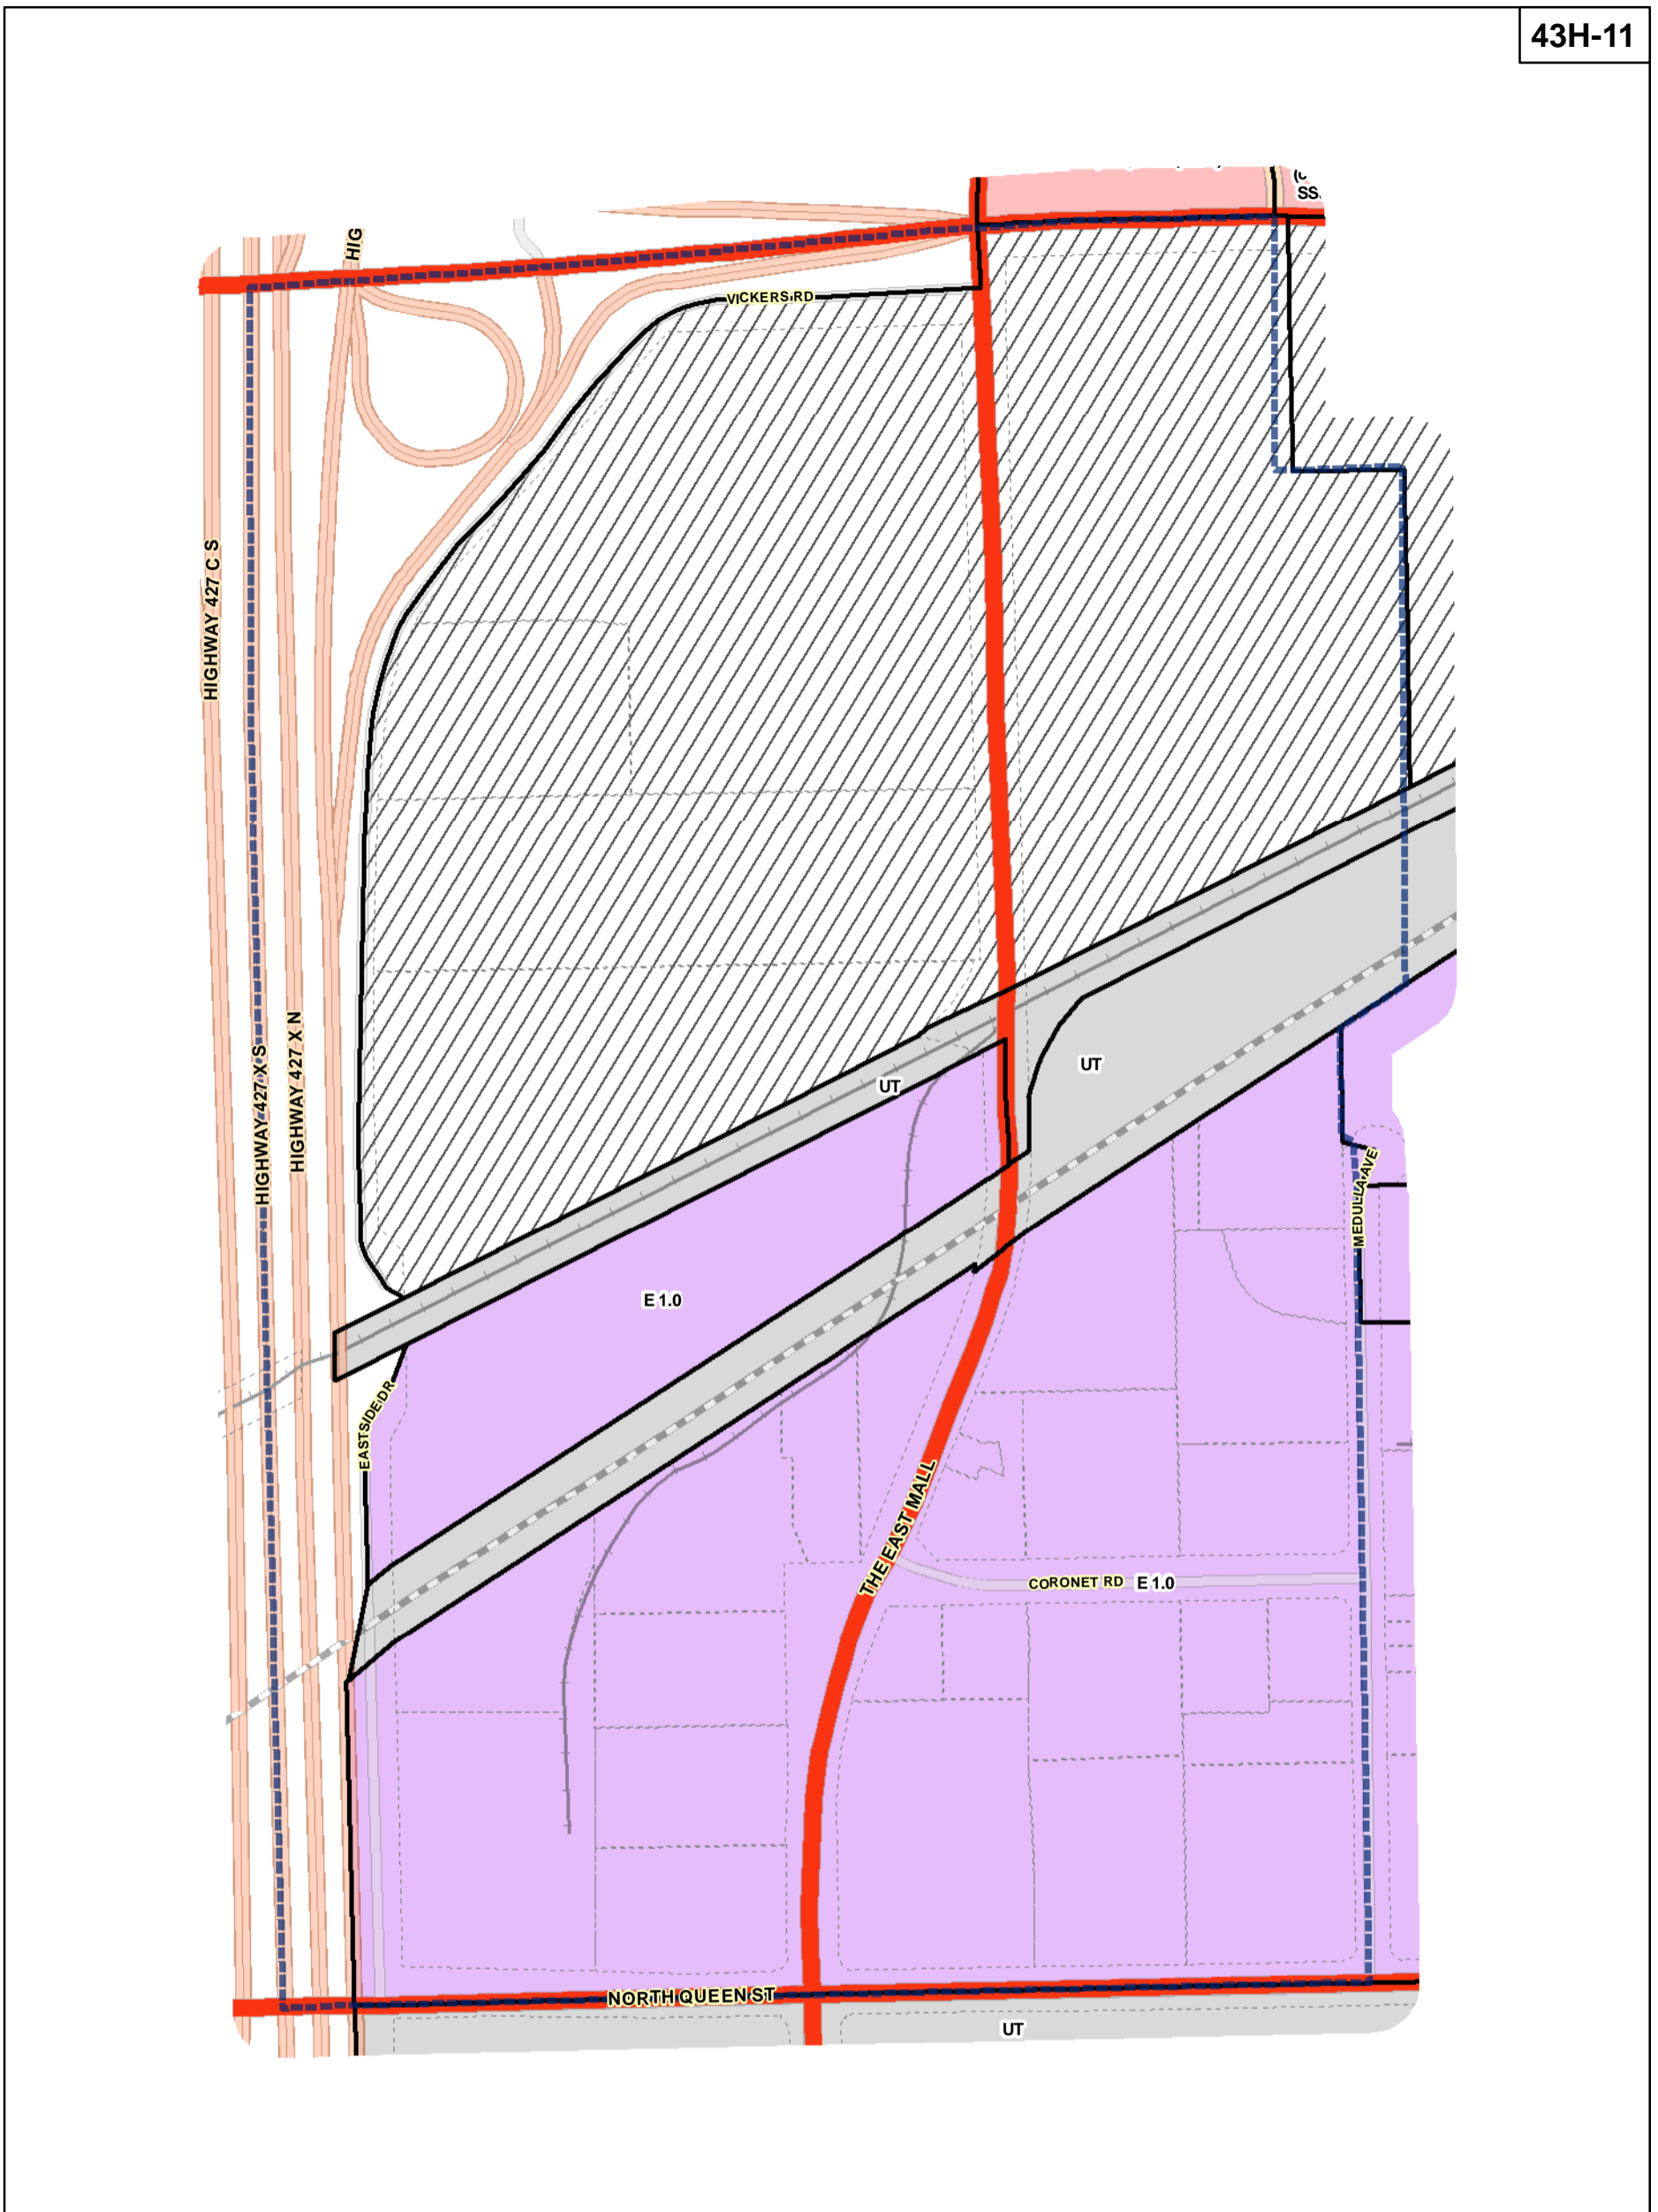 43H-11
SS
HIG
VICKERS RD
HIGHWAY 427 C S
HIGHWAY 427 X S
HIGHWAY 427 X N
UT
UT
E 1.0
MEDULLA AVE
EASTSIDE DR
THE EAST MALL
CORONET RD
E 1.0
NORTH QUEEN ST
UT